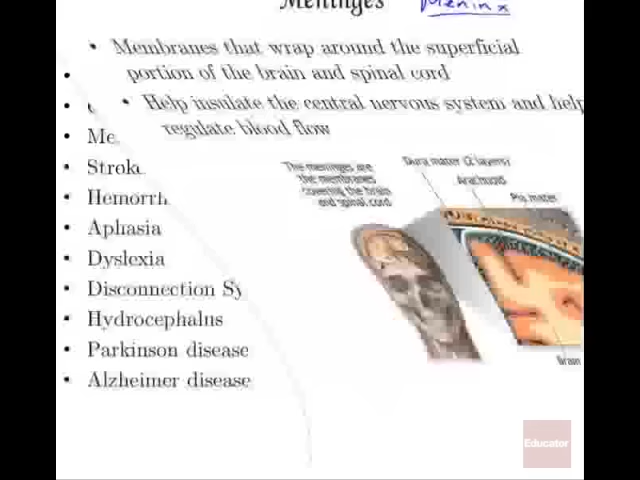 Meninges
Meninx
• Membranes that wrap around the superficial
portion of the brain and spinal cord
• Help insulate the central nervous system and help
regulate blood flow
• Me
• Strok
• Hemorrh
• Aphasia
• Dyslexia
• Disconnection Sy
• Hydrocephalus
• Parkinson disease
• Alzheimer disease
The meninges are
the membranes
covering the brain
and spinal cord.
Dura mater (2 layers)
Arachnoid
Pia mater
Brain
Educator